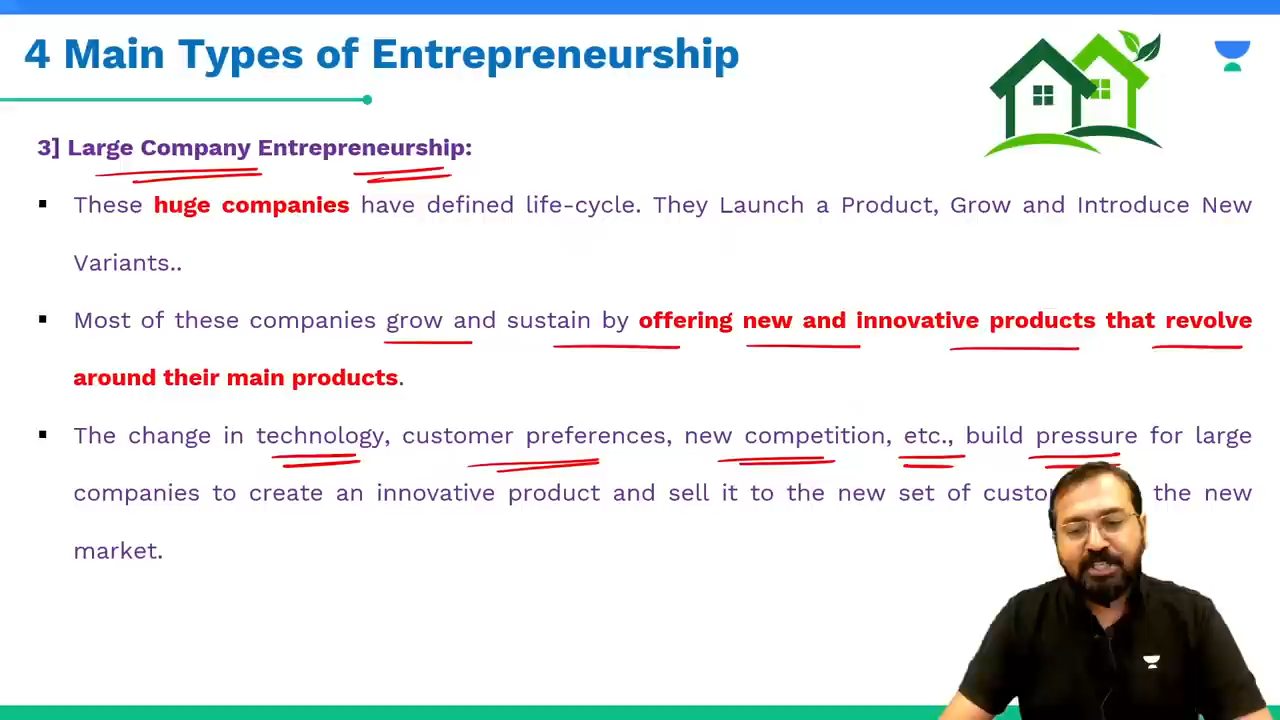 4 Main Types of Entrepreneurship
3] Large Company Entrepreneurship:
▪ These huge companies have defined life-cycle. They Launch a Product, Grow and Introduce New
Variants..
▪ Most of these companies grow and sustain by offering new and innovative products that revolve
around their main products.
▪ The change in technology, customer preferences, new competition, etc., build pressure for large
companies to create an innovative product and sell it to the new set of the new
market.